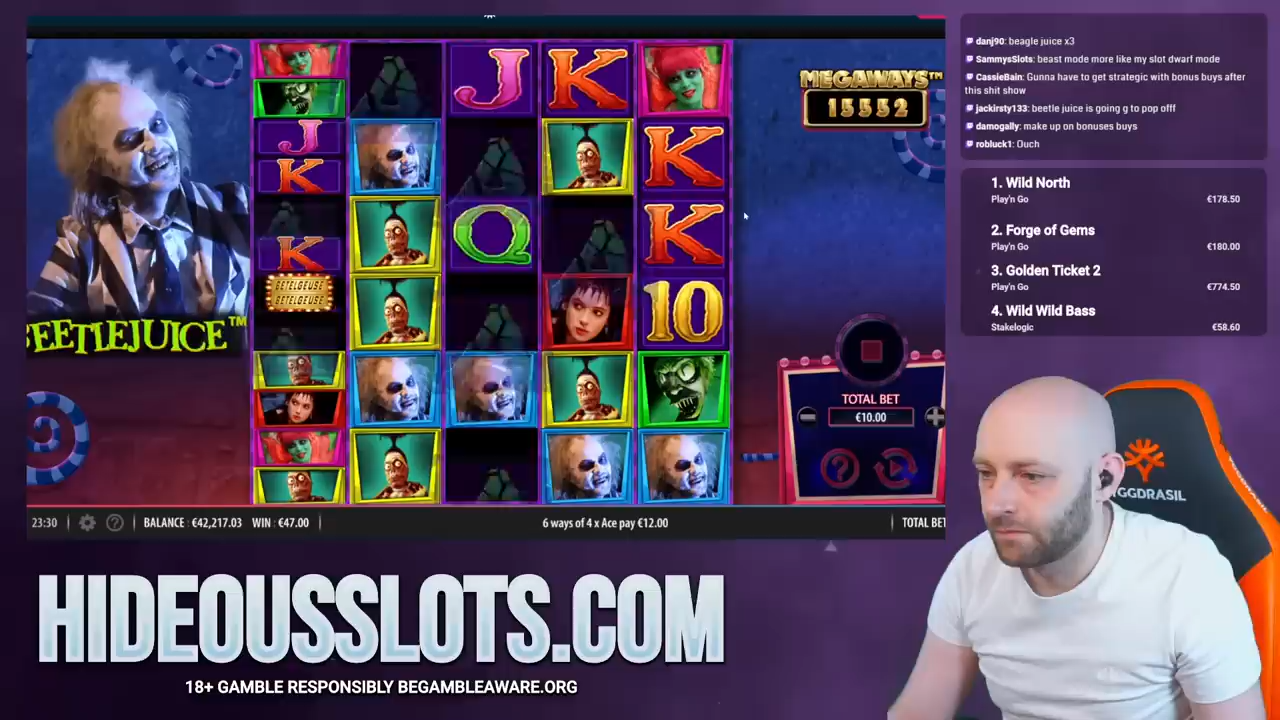 J
K
MEGAWAYS™
15552
J
K
K
Q
K
K
BETELGEUSE
BETELGEUSE
10
BEETLEJUICE™
TOTAL BET
€10.00
23:30
BALANCE : €42,217.03
WIN : €47.00
6 ways of 4 x Ace pay €12.00
TOTAL BET
danj90: beagle juice x3
SammysSlots: beast mode more like my slot dwarf mode
CassieBain: Gunna have to get strategic with bonus buys after
this shit show
jackirsty133: beetle juice is going g to pop offf
damogally: make up on bonuses buys
robluck1: Ouch
1. Wild North
Play'n Go €178.50
2. Forge of Gems
Play'n Go €180.00
3. Golden Ticket 2
Play'n Go €774.50
4. Wild Wild Bass
Stakelogic €58.60
YGGDRASIL
HIDEOUSSLOTS.COM
18+ GAMBLE RESPONSIBLY BEGAMBLEAWARE.ORG